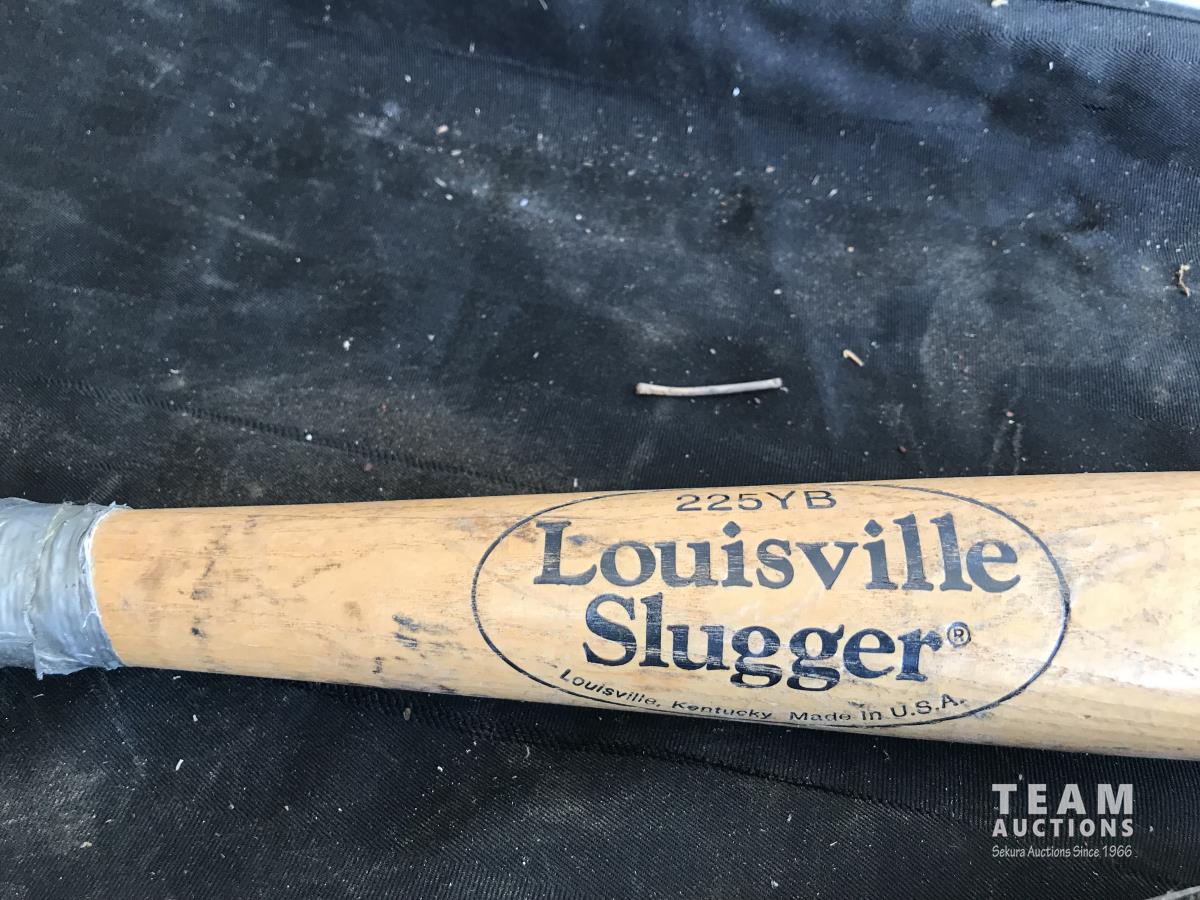 225YB
Louisville
Slugger®
Louisville, Kentucky Made in U.S.A.
TEAM
AUCTIONS
Sekura Auctions Since 1966